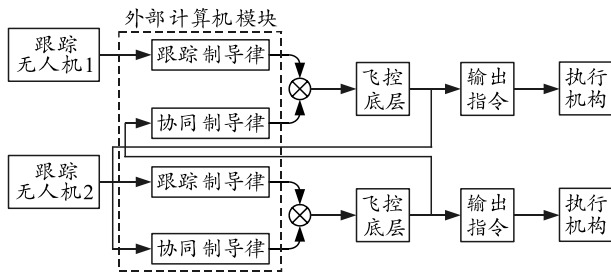 外部计算机模块
跟踪
无人机1
跟踪制导律
协同制导律
飞控
底层
输出
指令
执行
机构
跟踪
无人机2
跟踪制导律
协同制导律
飞控
底层
输出
指令
执行
机构